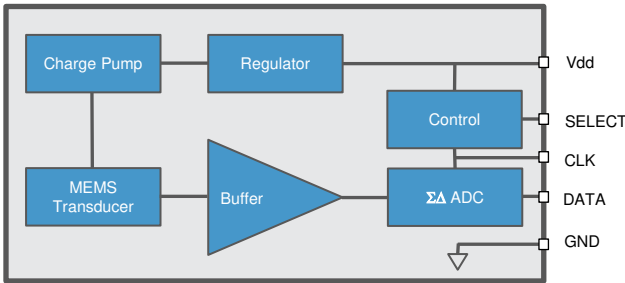 Charge Pump
Regulator
Vdd
Control
SELECT
CLK
MEMS
Transducer
Buffer
ΣΔ ADC
DATA
GND